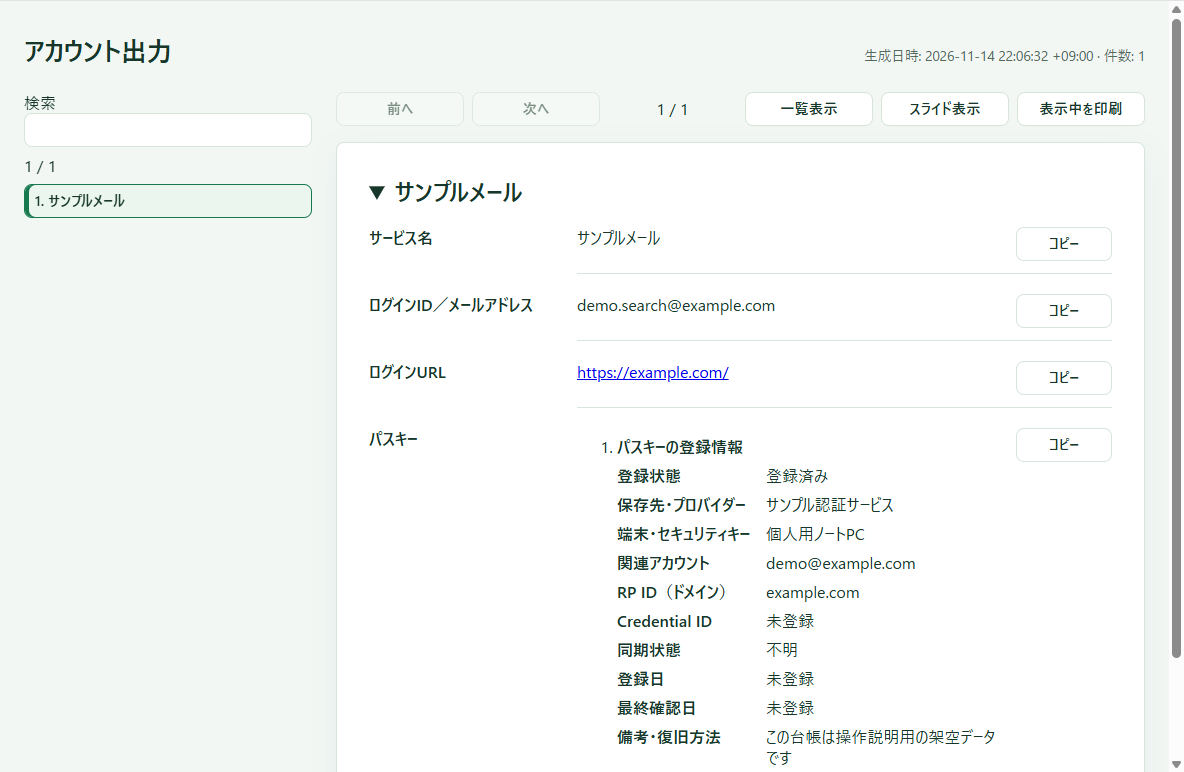 アカウント出力
生成日時: 2026-11-14 22:06:32 +09:00 · 件数: 1
検索
1 / 1
1. サンプルメール
前へ
次へ
1 / 1
一覧表示
スライド表示
表示中を印刷
▼ サンプルメール
サービス名 サンプルメール コピー
ログインID／メールアドレス demo.search@example.com コピー
ログインURL https://example.com/ コピー
パスキー コピー
1. パスキーの登録情報
登録状態 登録済み
保存先・プロバイダー サンプル認証サービス
端末・セキュリティキー 個人用ノートPC
関連アカウント demo@example.com
RP ID（ドメイン） example.com
Credential ID 未登録
同期状態 不明
登録日 未登録
最終確認日 未登録
備考・復旧方法 この台帳は操作説明用の架空データ
です